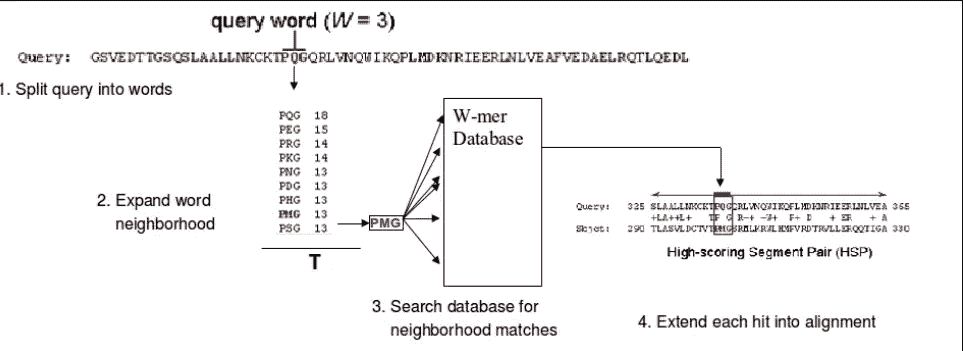 query word (W = 3)
Query: GSVEDTTGSQSLAALLNKCKTPQGQRLVNQWIKQPLMDKNRIEERLNLVEAFVEDAELRQTLQEDL
1. Split query into words
PQG 18
PEG 15
PRG 14
PKG 14
PNG 13
PDG 13
PHG 13
PMG 13
PSG 13
T
2. Expand word
neighborhood
PMG
W-mer
Database
3. Search database for
neighborhood matches
Query: 325 SLAALLNKCKTPQGQRLVNQWIKQPLMDKNRIEERLNLVEA 365
+LA++L+ TP G R++ +W+ P+ D + ER + A
Sbjct: 290 TLASVLDCTVTPMGSRMLKRWLHMPVRDTRVLLERQQTIGA 330
High-scoring Segment Pair (HSP)
4. Extend each hit into alignment